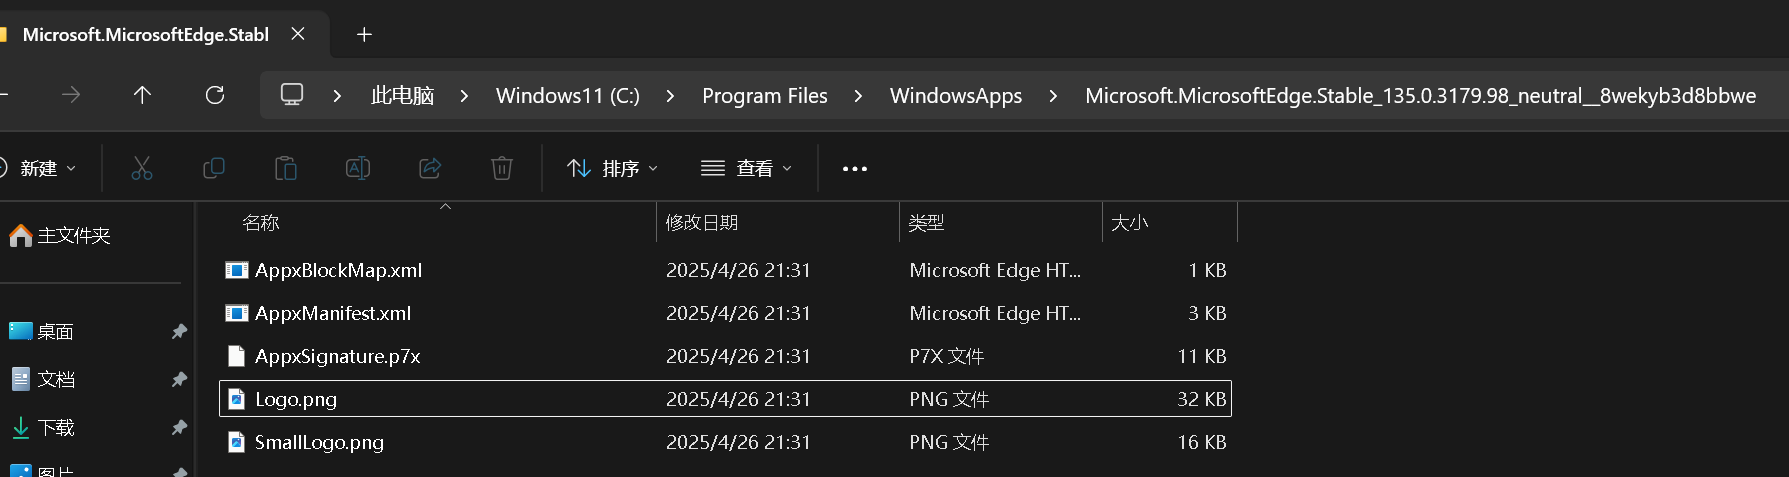 Microsoft.MicrosoftEdge.Stabl
此电脑 Windows11 (C:) Program Files WindowsApps Microsoft.MicrosoftEdge.Stable_135.0.3179.98_neutral__8wekyb3d8bbwe
新建 排序 查看
名称 修改日期 类型 大小
主文件夹
AppxBlockMap.xml 2025/4/26 21:31 Microsoft Edge HT... 1 KB
AppxManifest.xml 2025/4/26 21:31 Microsoft Edge HT... 3 KB
桌面
AppxSignature.p7x 2025/4/26 21:31 P7X 文件 11 KB
文档
Logo.png 2025/4/26 21:31 PNG 文件 32 KB
下载
SmallLogo.png 2025/4/26 21:31 PNG 文件 16 KB
图片